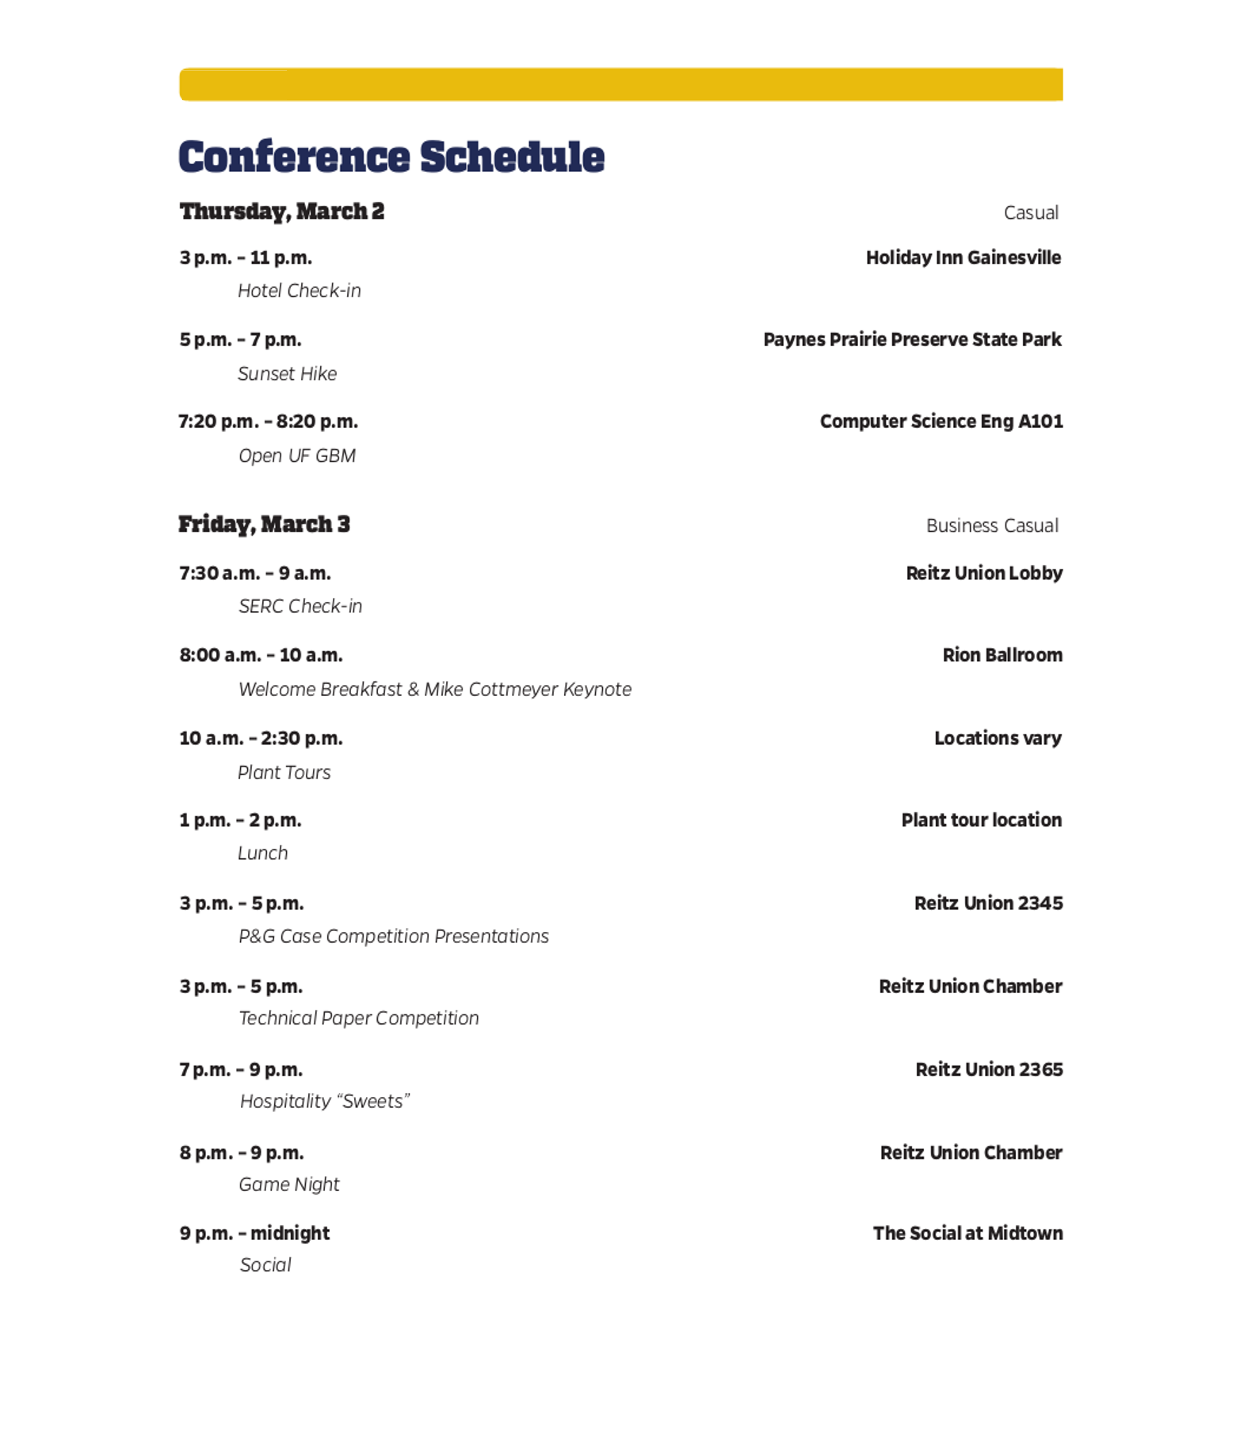 Conference Schedule
Thursday, March 2 Casual
3 p.m. – 11 p.m. Holiday Inn Gainesville
Hotel Check-in
5 p.m. – 7 p.m. Paynes Prairie Preserve State Park
Sunset Hike
7:20 p.m. – 8:20 p.m. Computer Science Eng A101
Open UF GBM
Friday, March 3 Business Casual
7:30 a.m. – 9 a.m. Reitz Union Lobby
SERC Check-in
8:00 a.m. – 10 a.m. Rion Ballroom
Welcome Breakfast & Mike Cottmeyer Keynote
10 a.m. – 2:30 p.m. Locations vary
Plant Tours
1 p.m. – 2 p.m. Plant tour location
Lunch
3 p.m. – 5 p.m. Reitz Union 2345
P&G Case Competition Presentations
3 p.m. – 5 p.m. Reitz Union Chamber
Technical Paper Competition
7 p.m. – 9 p.m. Reitz Union 2365
Hospitality “Sweets”
8 p.m. – 9 p.m. Reitz Union Chamber
Game Night
9 p.m. – midnight The Social at Midtown
Social